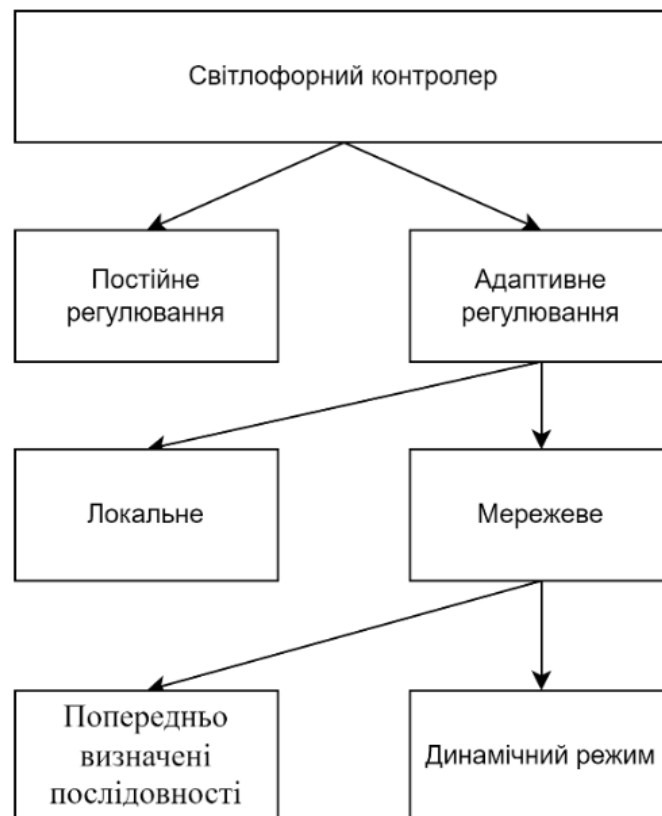 Світлофорний контролер
Постійне
регулювання
Адаптивне
регулювання
Локальне
Мережеве
Попередньо
визначені
послідовності
Динамічний режим